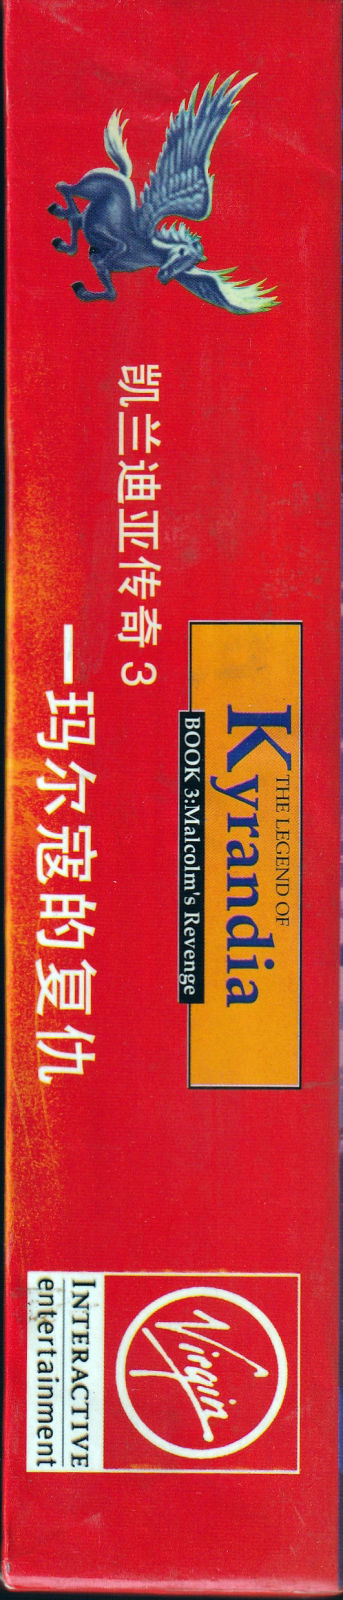 凯兰迪亚传奇 3
一玛尔寇的复仇
THE LEGEND OF
Kyrandia
BOOK 3:Malcolm's Revenge
Virgin
INTERACTIVE
entertainment